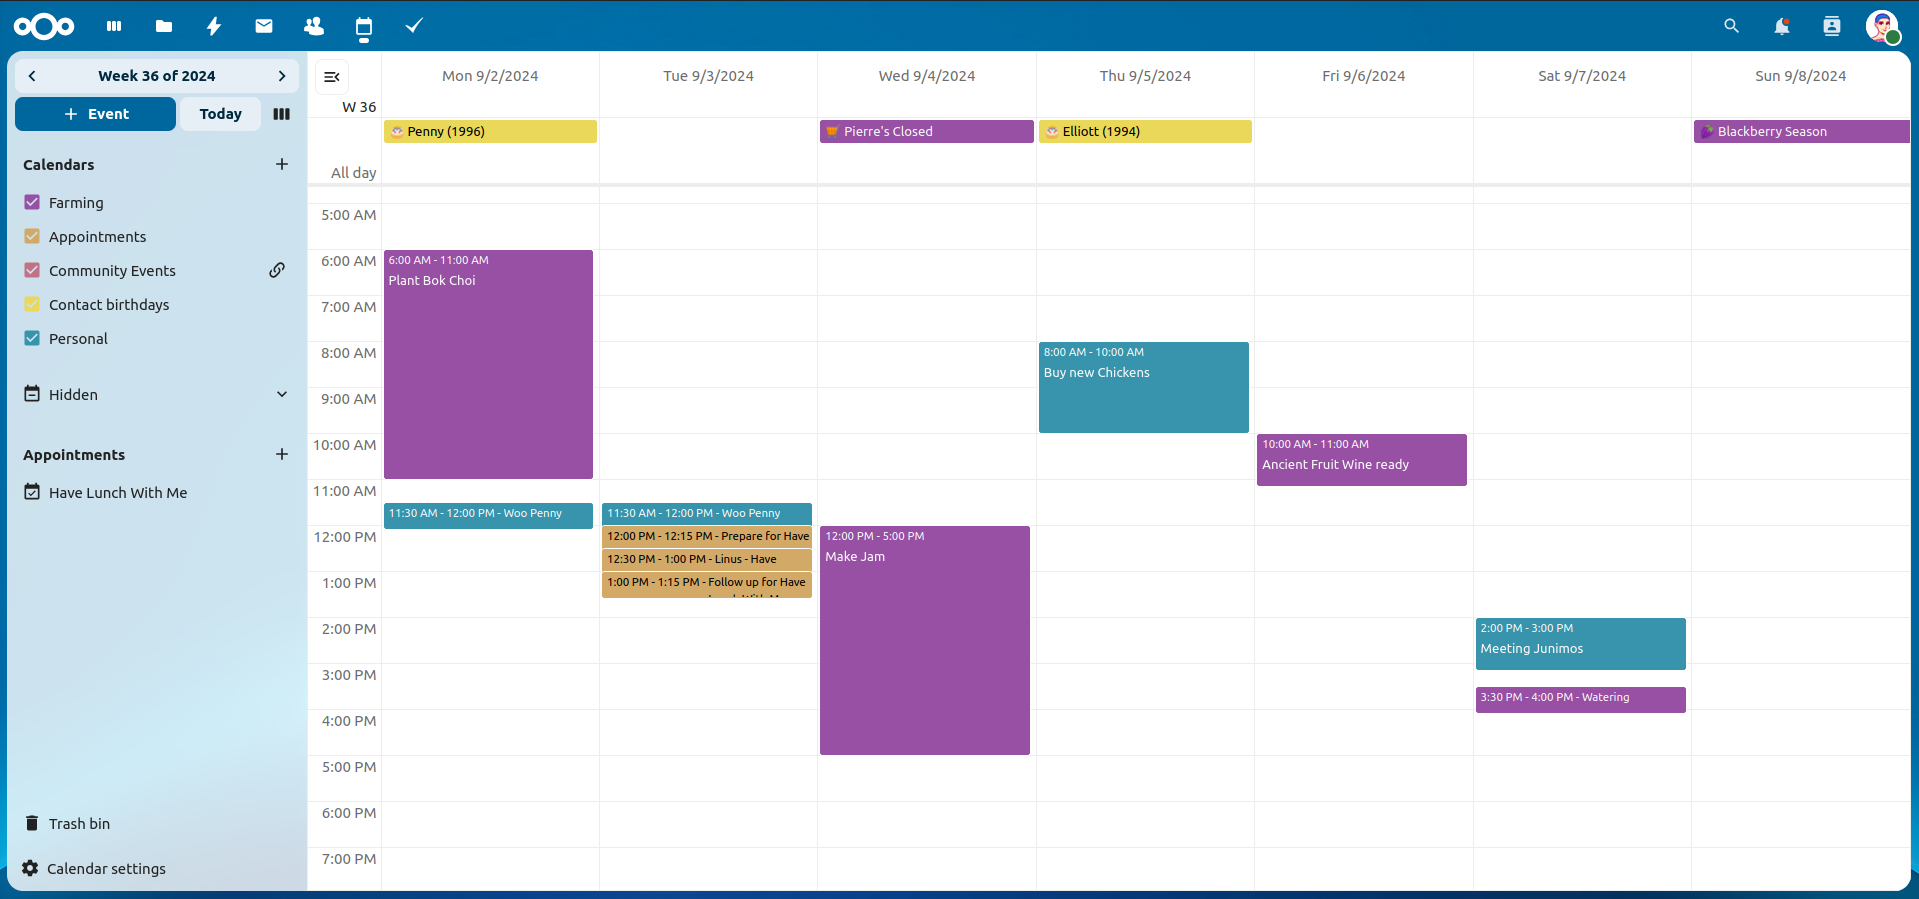 Week 36 of 2024
Event
Today
Calendars
Farming
Appointments
Community Events
Contact birthdays
Personal
Hidden
Appointments
Have Lunch With Me
Trash bin
Calendar settings
Mon 9/2/2024
Tue 9/3/2024
Wed 9/4/2024
Thu 9/5/2024
Fri 9/6/2024
Sat 9/7/2024
Sun 9/8/2024
W 36
All day
Penny (1996)
Pierre's Closed
Elliott (1994)
Blackberry Season
5:00 AM
6:00 AM
7:00 AM
8:00 AM
9:00 AM
10:00 AM
11:00 AM
12:00 PM
1:00 PM
2:00 PM
3:00 PM
4:00 PM
5:00 PM
6:00 PM
7:00 PM
6:00 AM - 11:00 AM
Plant Bok Choi
11:30 AM - 12:00 PM - Woo Penny
11:30 AM - 12:00 PM - Woo Penny
12:00 PM - 12:15 PM - Prepare for Have
12:30 PM - 1:00 PM - Linus - Have
1:00 PM - 1:15 PM - Follow up for Have
12:00 PM - 5:00 PM
Make Jam
8:00 AM - 10:00 AM
Buy new Chickens
10:00 AM - 11:00 AM
Ancient Fruit Wine ready
2:00 PM - 3:00 PM
Meeting Junimos
3:30 PM - 4:00 PM - Watering